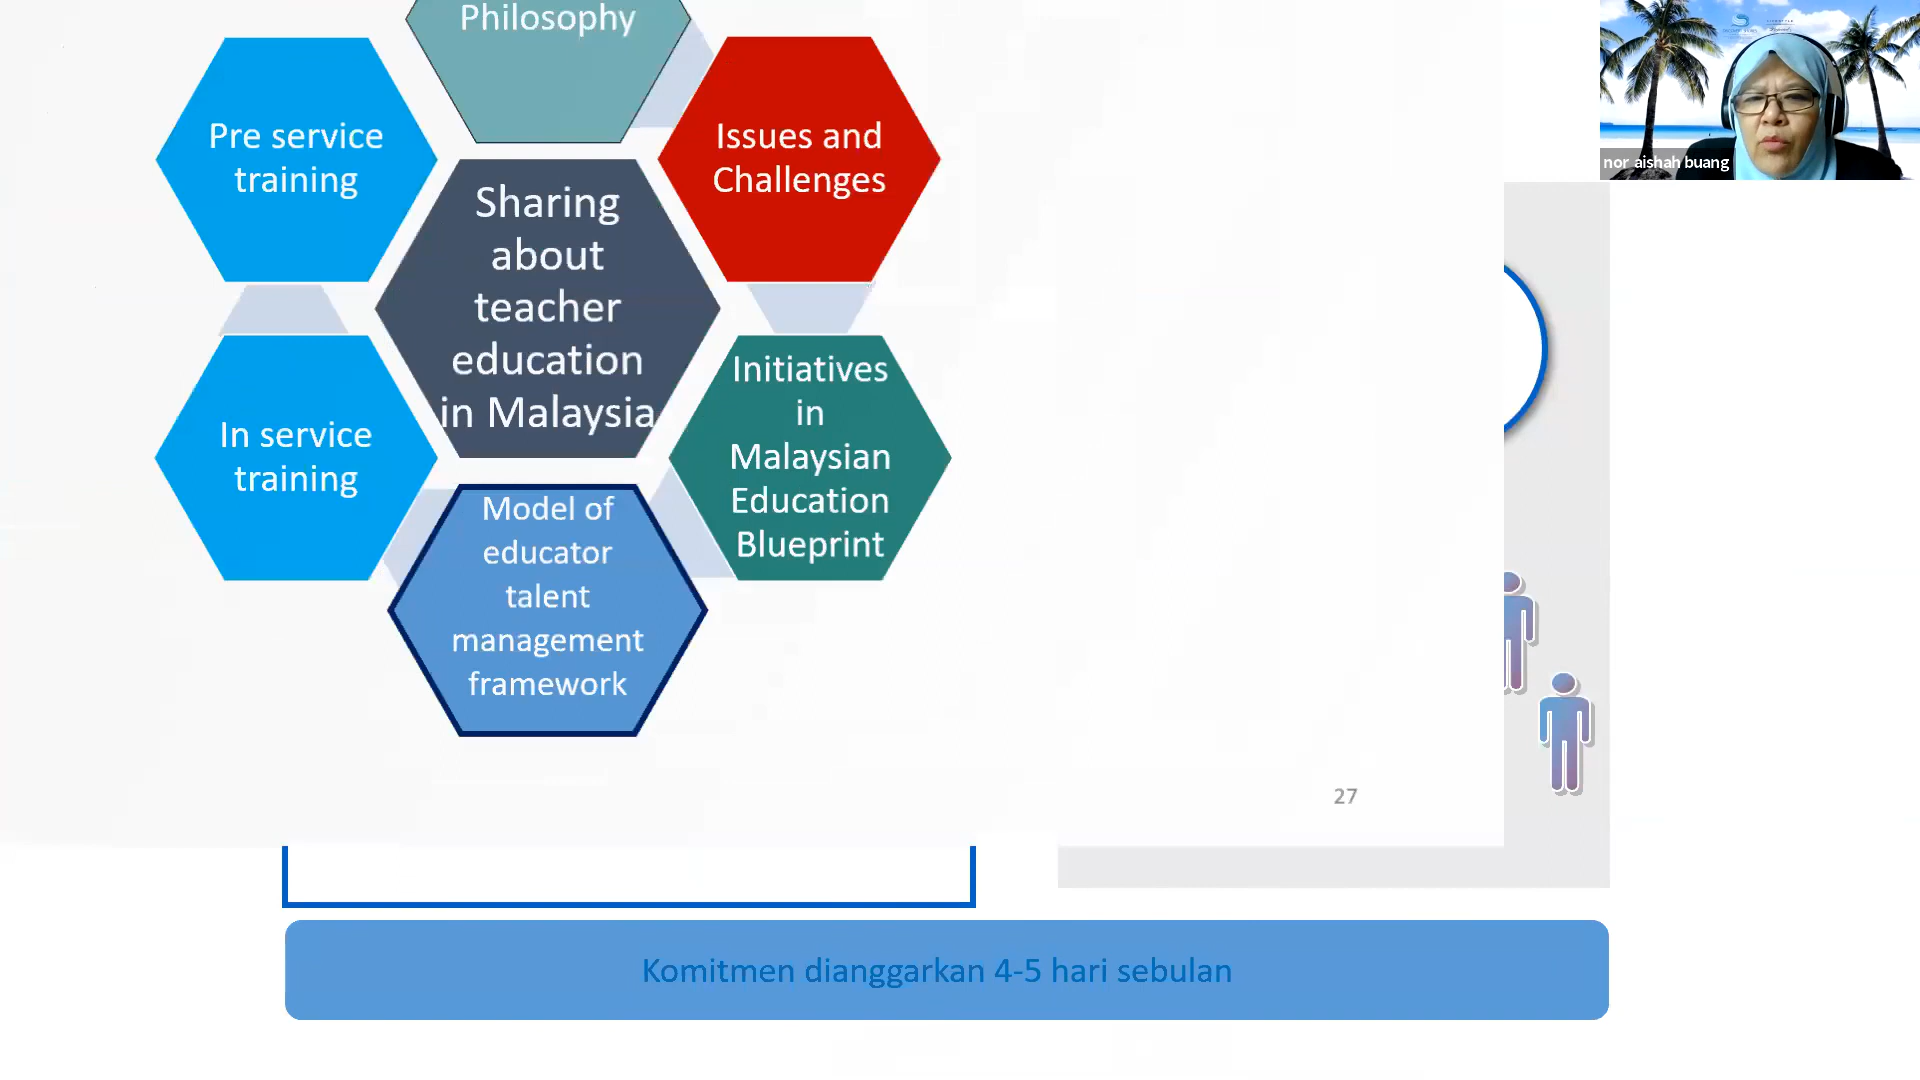 Philosophy
Pre service
training
Issues and
Challenges
Sharing
about
teacher
education
in Malaysia
In service
training
Initiatives
in
Malaysian
Education
Blueprint
Model of
educator
talent
management
framework
27
Komitmen dianggarkan 4-5 hari sebulan
nor aishah buang